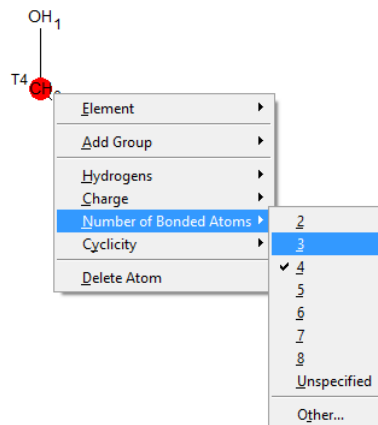 OH1
T4 CH
Element
Add Group
Hydrogens
Charge
Number of Bonded Atoms
Cyclicity
Delete Atom
2
3
4
5
6
7
8
Unspecified
Other...